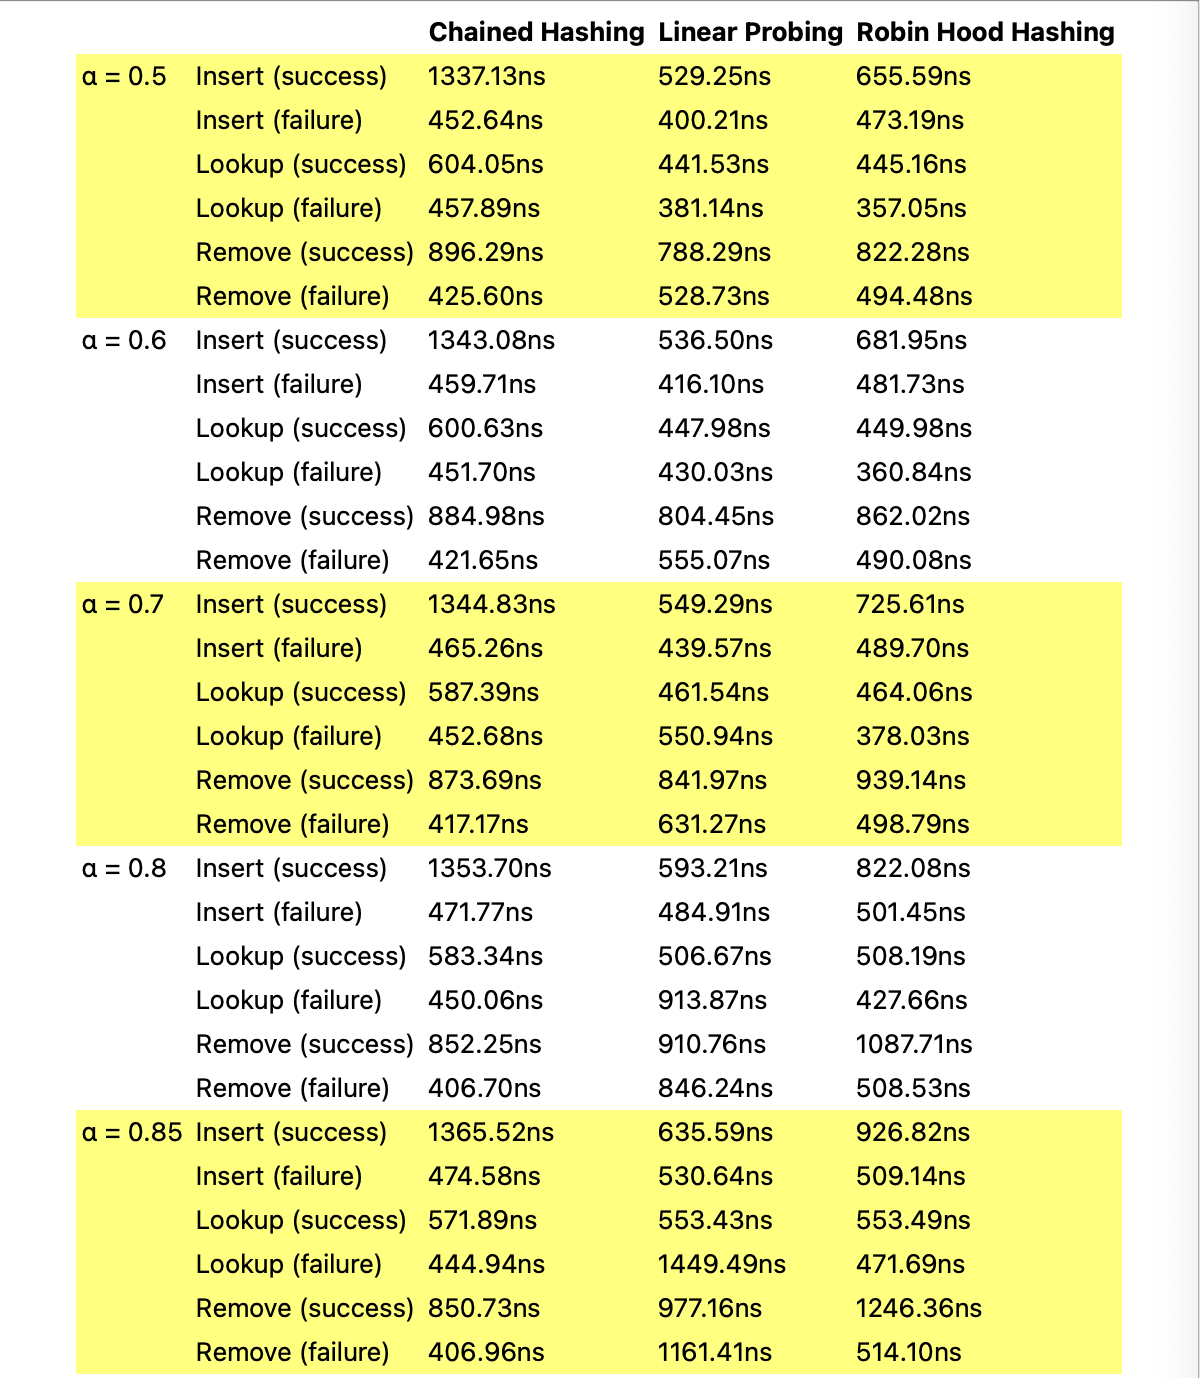 Chained Hashing Linear Probing Robin Hood Hashing
α = 0.5 Insert (success) 1337.13ns 529.25ns 655.59ns
Insert (failure) 452.64ns 400.21ns 473.19ns
Lookup (success) 604.05ns 441.53ns 445.16ns
Lookup (failure) 457.89ns 381.14ns 357.05ns
Remove (success) 896.29ns 788.29ns 822.28ns
Remove (failure) 425.60ns 528.73ns 494.48ns
α = 0.6 Insert (success) 1343.08ns 536.50ns 681.95ns
Insert (failure) 459.71ns 416.10ns 481.73ns
Lookup (success) 600.63ns 447.98ns 449.98ns
Lookup (failure) 451.70ns 430.03ns 360.84ns
Remove (success) 884.98ns 804.45ns 862.02ns
Remove (failure) 421.65ns 555.07ns 490.08ns
α = 0.7 Insert (success) 1344.83ns 549.29ns 725.61ns
Insert (failure) 465.26ns 439.57ns 489.70ns
Lookup (success) 587.39ns 461.54ns 464.06ns
Lookup (failure) 452.68ns 550.94ns 378.03ns
Remove (success) 873.69ns 841.97ns 939.14ns
Remove (failure) 417.17ns 631.27ns 498.79ns
α = 0.8 Insert (success) 1353.70ns 593.21ns 822.08ns
Insert (failure) 471.77ns 484.91ns 501.45ns
Lookup (success) 583.34ns 506.67ns 508.19ns
Lookup (failure) 450.06ns 913.87ns 427.66ns
Remove (success) 852.25ns 910.76ns 1087.71ns
Remove (failure) 406.70ns 846.24ns 508.53ns
α = 0.85 Insert (success) 1365.52ns 635.59ns 926.82ns
Insert (failure) 474.58ns 530.64ns 509.14ns
Lookup (success) 571.89ns 553.43ns 553.49ns
Lookup (failure) 444.94ns 1449.49ns 471.69ns
Remove (success) 850.73ns 977.16ns 1246.36ns
Remove (failure) 406.96ns 1161.41ns 514.10ns